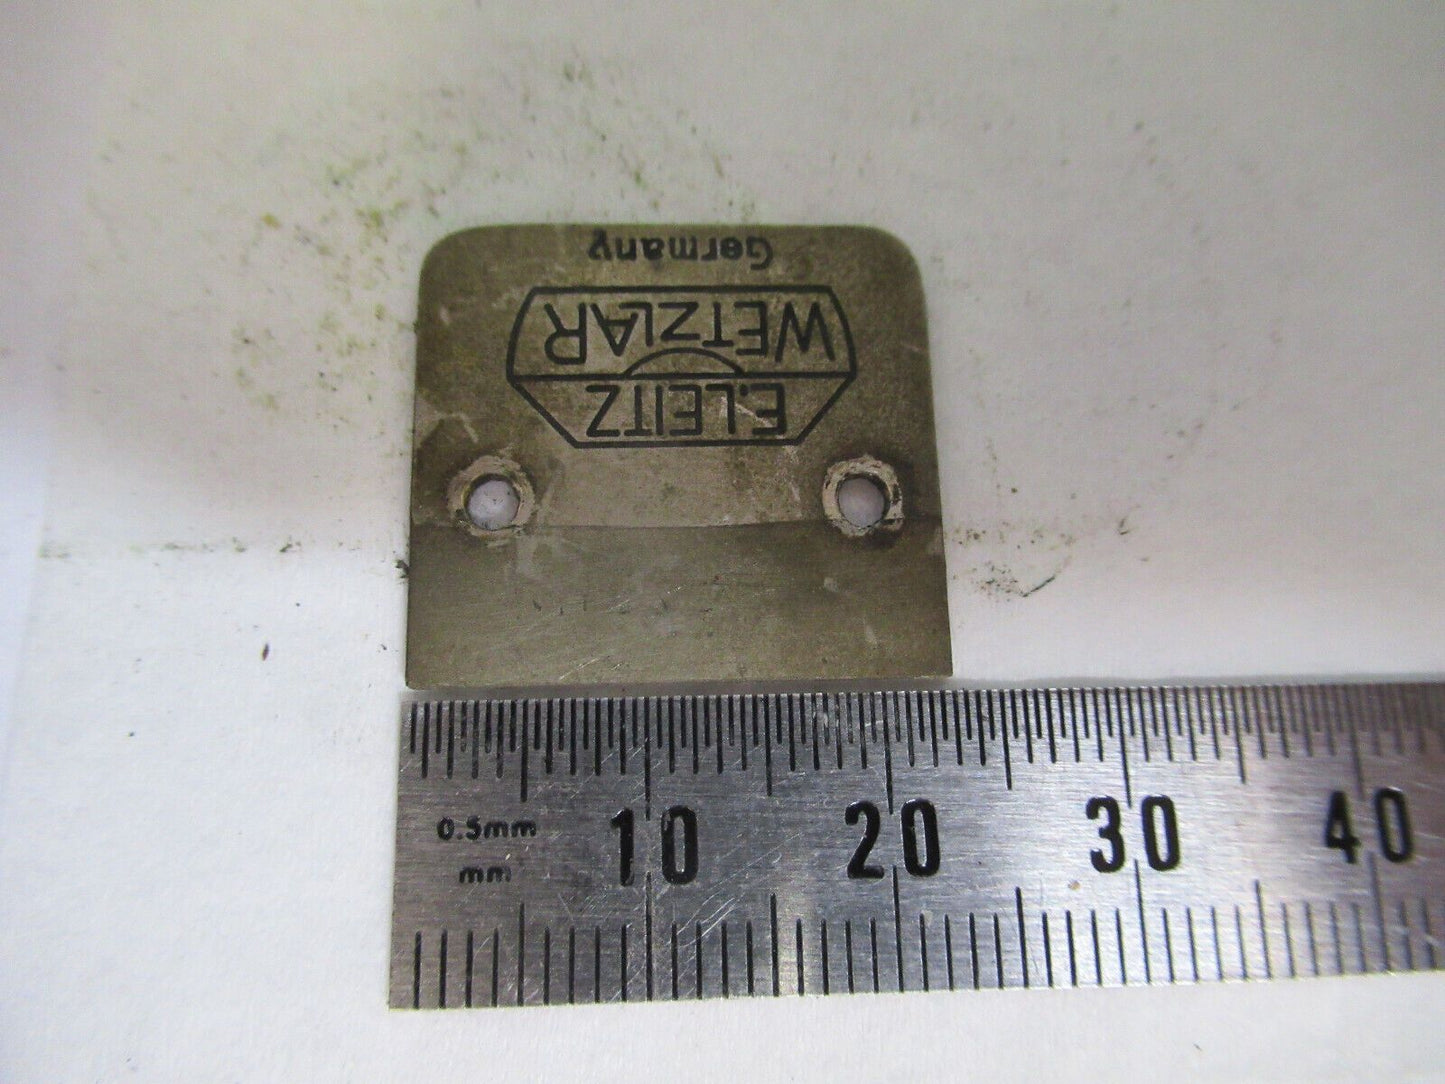 E.LEITZ
WETZLAR
Germany
0.5mm
mm
10 20 30 40